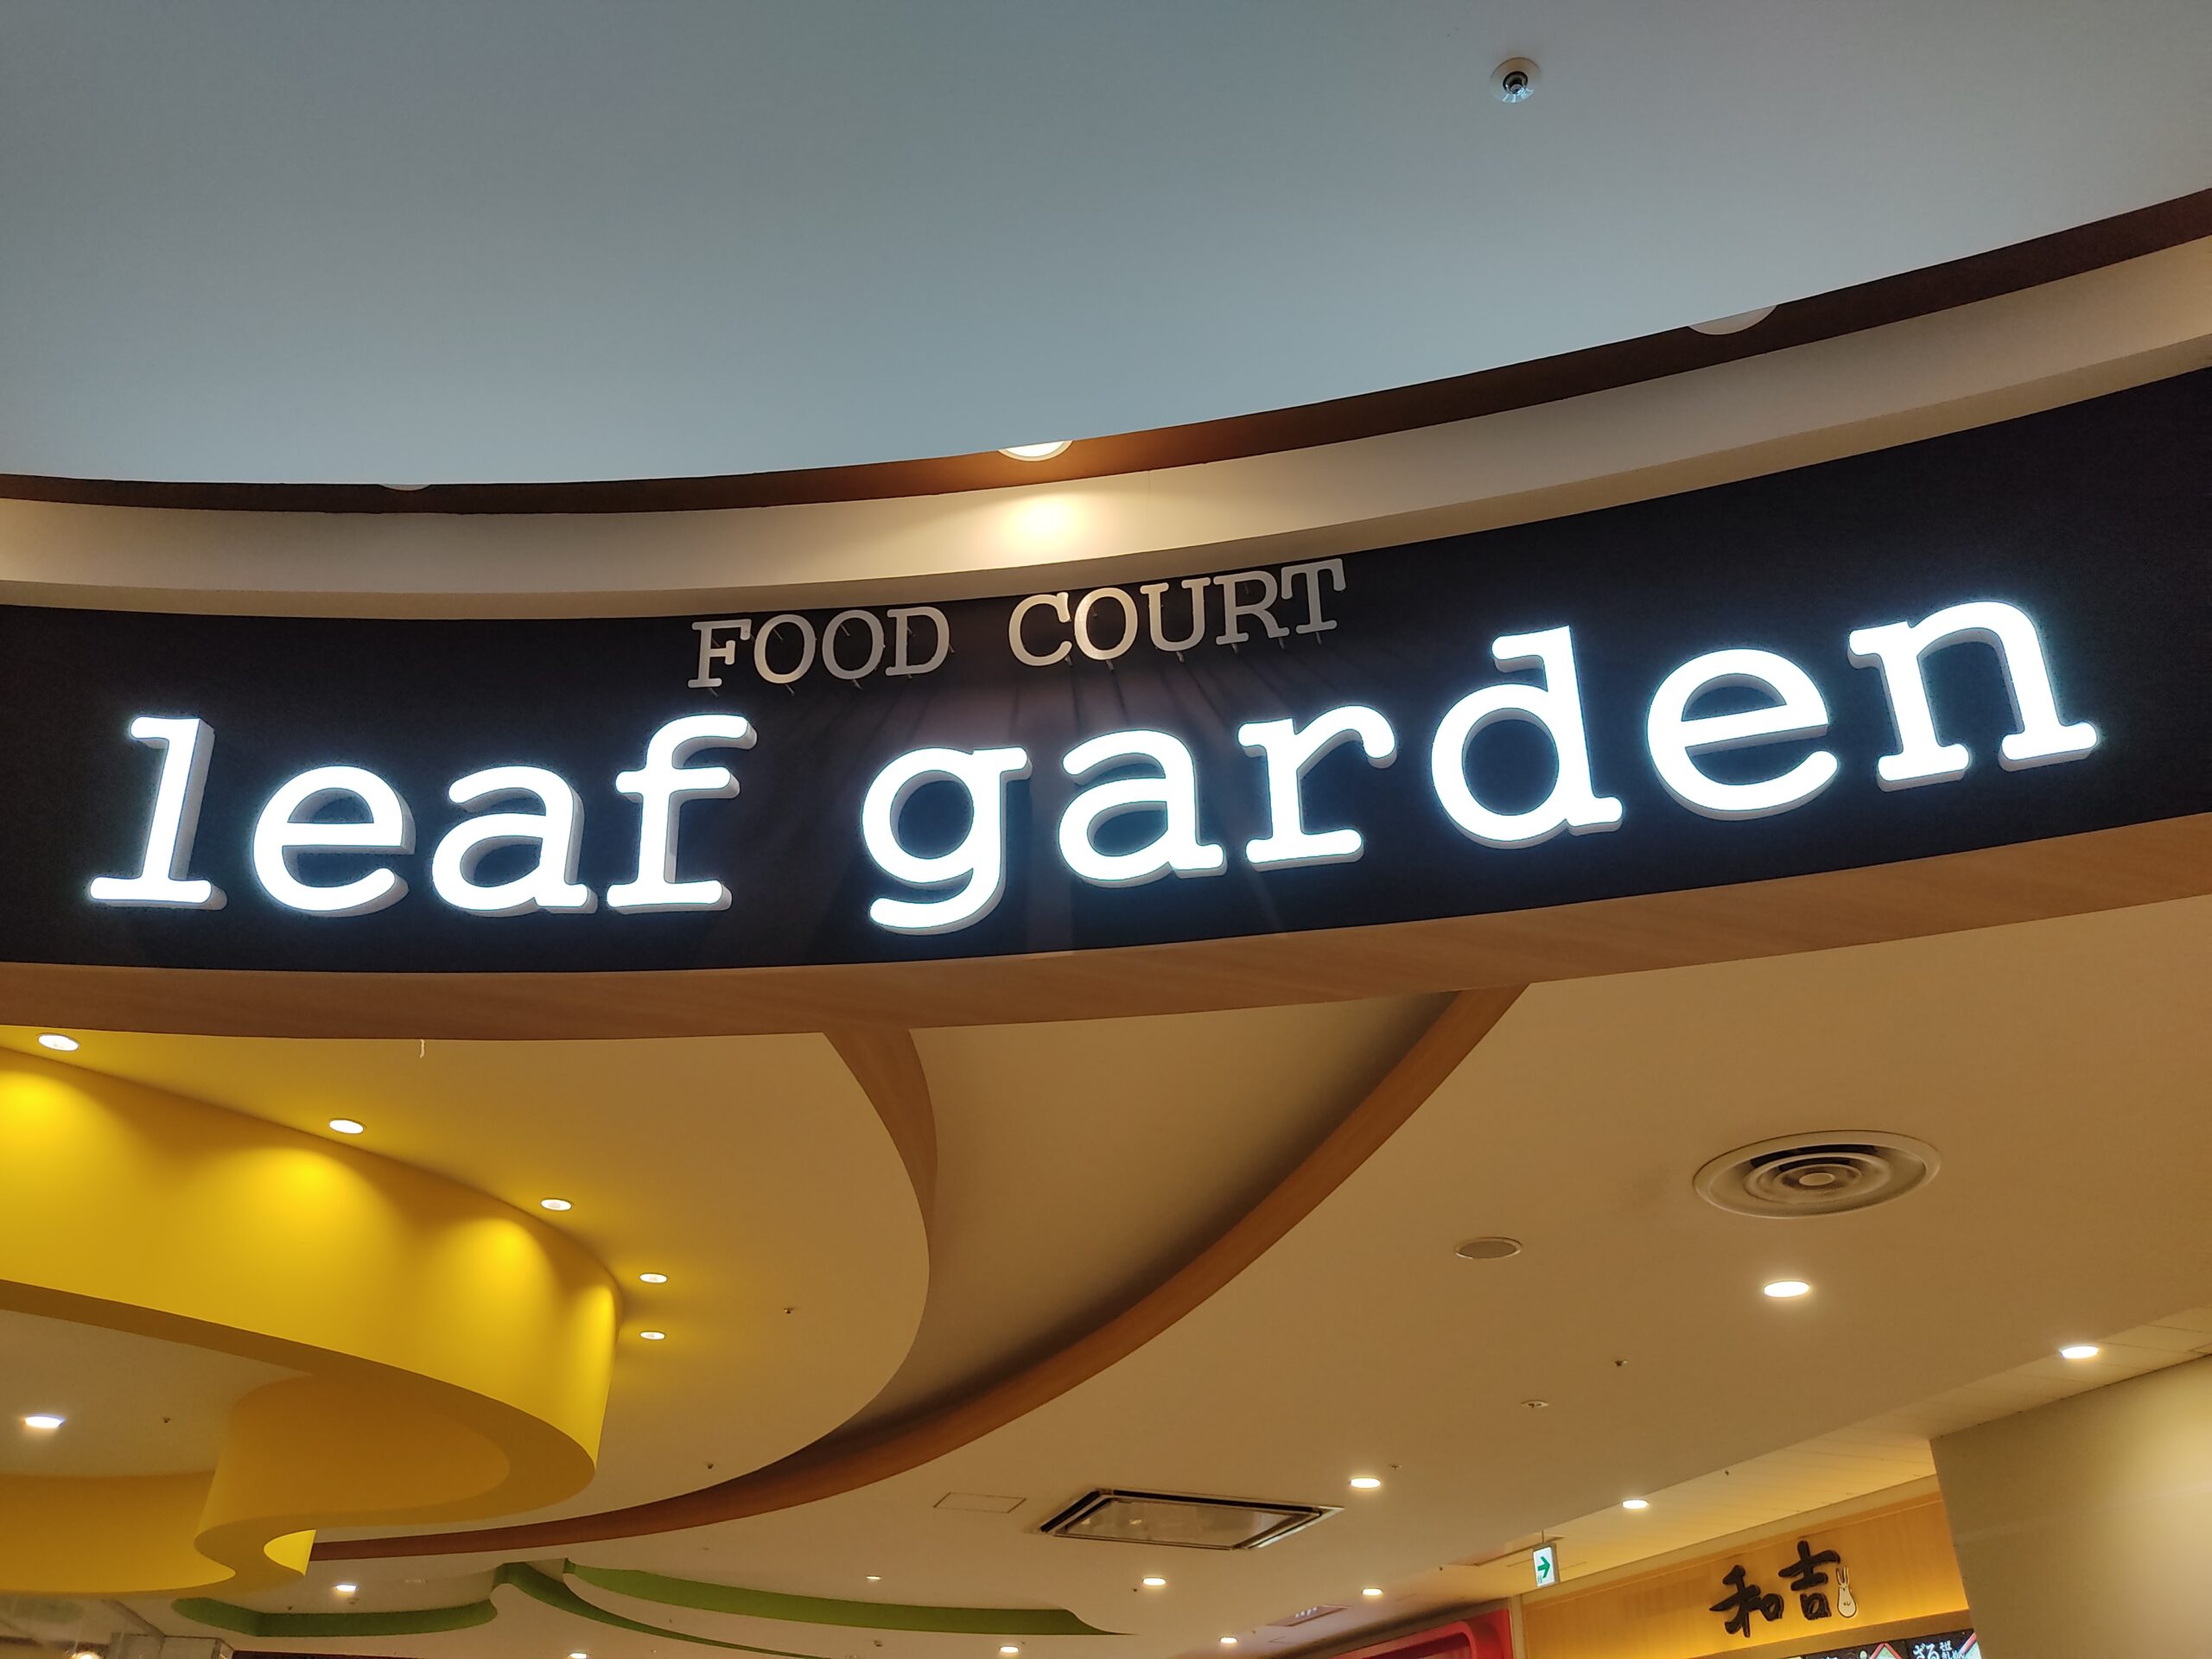 FOOD COURT
leaf garden
和吉